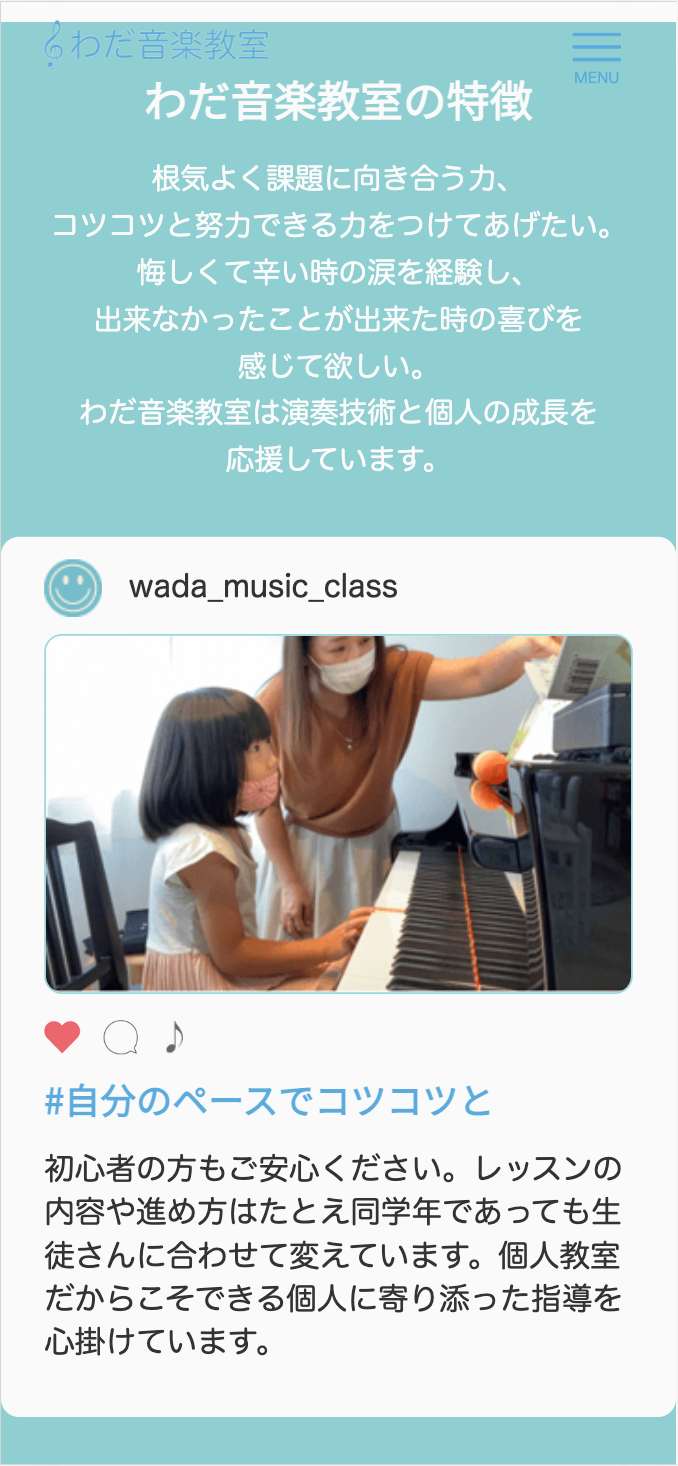 わだ音楽教室
MENU
わだ音楽教室の特徴
根気よく課題に向き合う力、
コツコツと努力できる力をつけてあげたい。
悔しくて辛い時の涙を経験し、
出来なかったことが出来た時の喜びを
感じて欲しい。
わだ音楽教室は演奏技術と個人の成長を
応援しています。
wada_music_class
#自分のペースでコツコツと
初心者の方もご安心ください。レッスンの
内容や進め方はたとえ同学年であっても生
徒さんに合わせて変えています。個人教室
だからこそできる個人に寄り添った指導を
心掛けています。